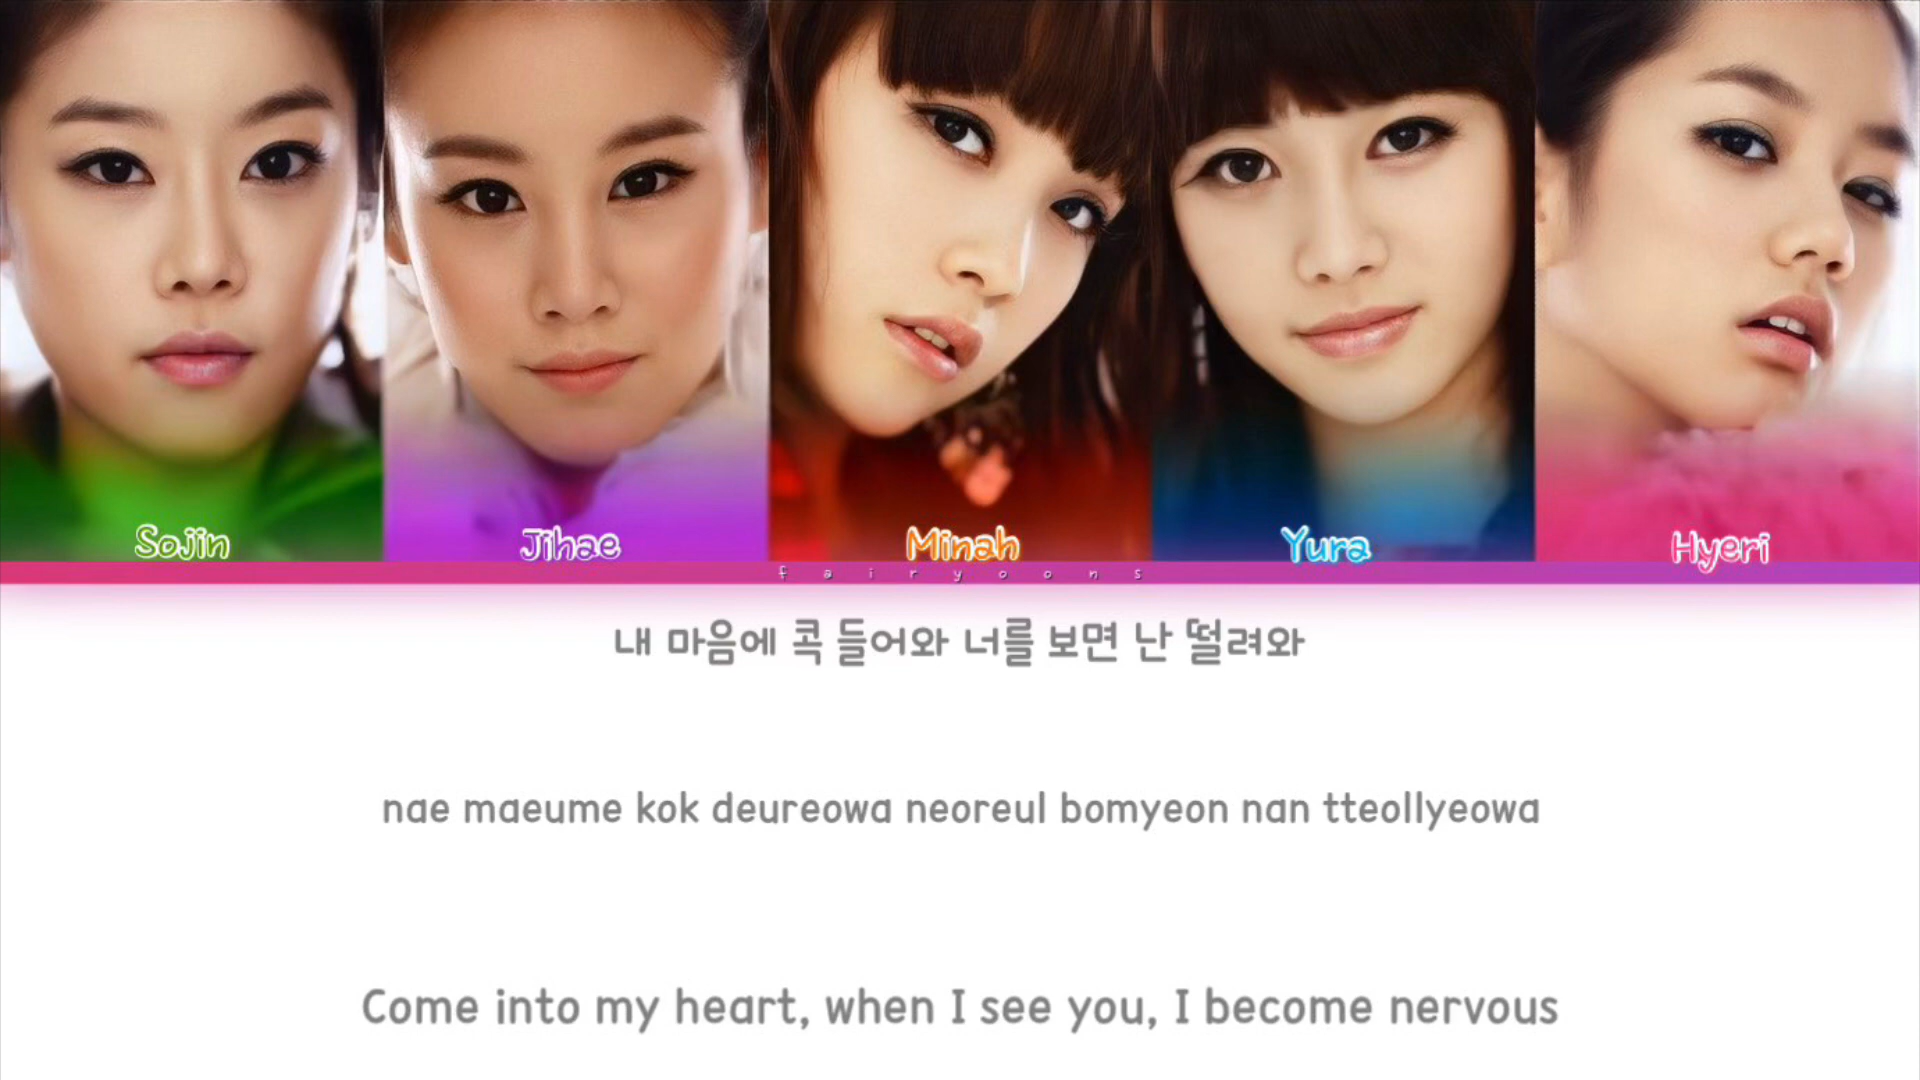 Sojin
Jihae
Minah
Yura
Hyeri
fairyoons
내 마음에 콕 들어와 너를 보면 난 떨려와
nae maeume kok deureowa neoreul bomyeon nan tteollyeowa
Come into my heart, when I see you, I become nervous